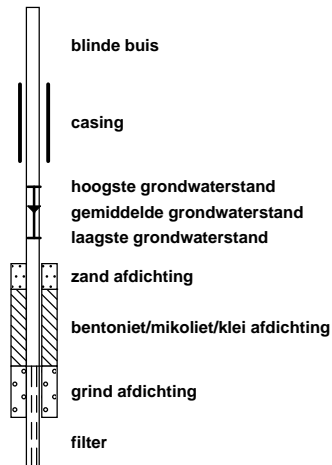 blinde buis
casing
hoogste grondwaterstand
gemiddelde grondwaterstand
laagste grondwaterstand
zand afdichting
bentoniet/mikoliet/klei afdichting
grind afdichting
filter